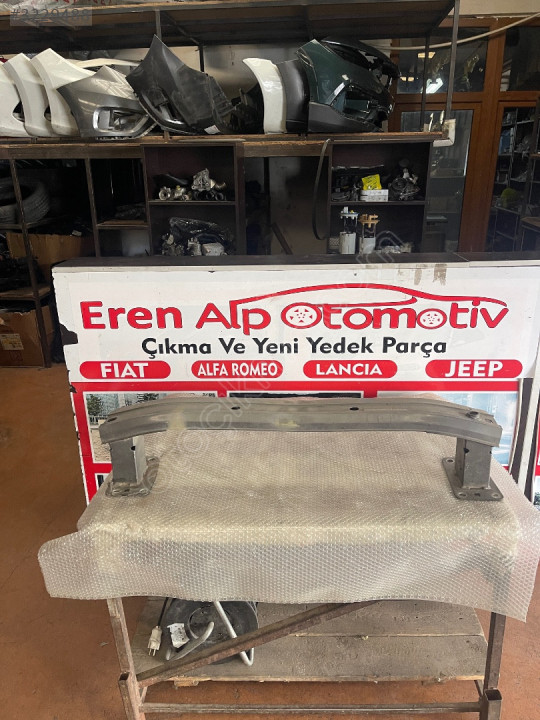 Eren Alp Otomotiv
Çıkma Ve Yeni Yedek Parça
FIAT ALFA ROMEO LANCIA JEEP